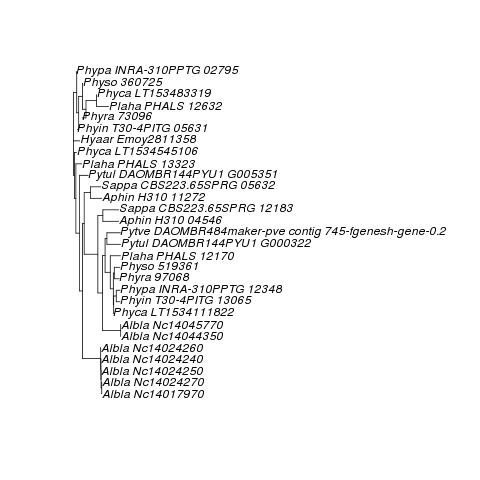 Phypa INRA-310PPTG 02795
Physo 360725
Phyca LT153483319
Plaha PHALS 12632
Phyra 73096
Phyin T30-4PITG 05631
Hyaar Emoy2811358
Phyca LT1534545106
Plaha PHALS 13323
Pytul DAOMBR144PYU1 G005351
Sappa CBS223.65SPRG 05632
Aphin H310 11272
Sappa CBS223.65SPRG 12183
Aphin H310 04546
Pytve DAOMBR484maker-pve contig 745-fgenesh-gene-0.2
Pytul DAOMBR144PYU1 G000322
Plaha PHALS 12170
Physo 519361
Phyra 97068
Phypa INRA-310PPTG 12348
Phyin T30-4PITG 13065
Phyca LT1534111822
Albla Nc14045770
Albla Nc14044350
Albla Nc14024260
Albla Nc14024240
Albla Nc14024250
Albla Nc14024270
Albla Nc14017970